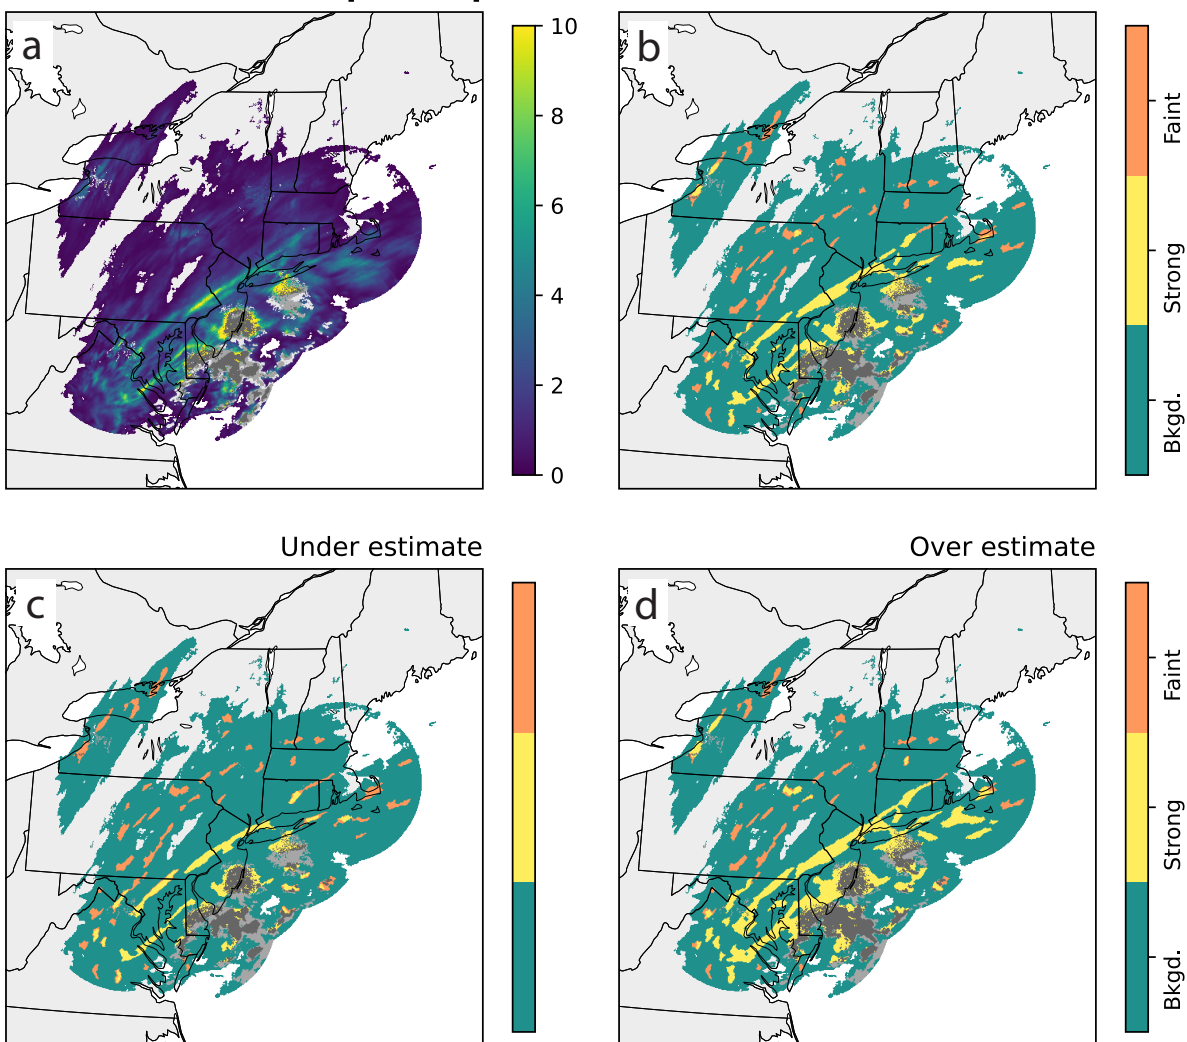 a
10
8
6
4
2
0
b
Faint
Strong
Bkgd.
Under estimate
c
Over estimate
d
Faint
Strong
Bkgd.